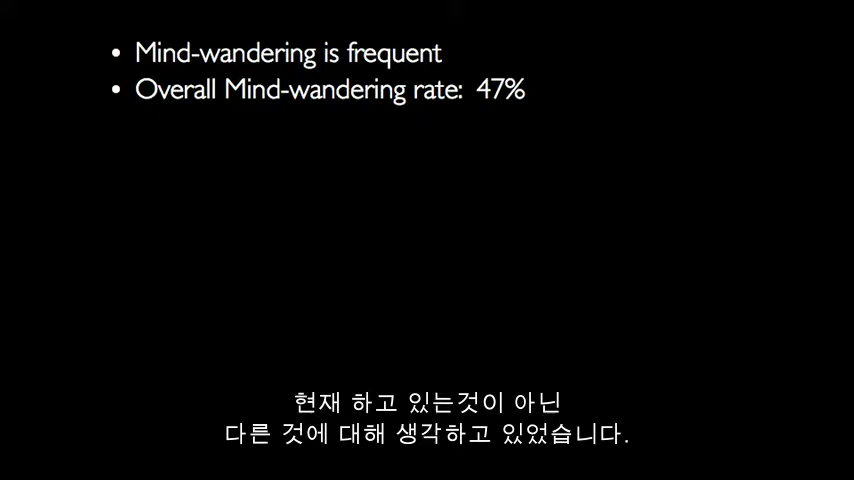 • Mind-wandering is frequent
• Overall Mind-wandering rate: 47%
현재 하고 있는것이 아닌
다른 것에 대해 생각하고 있었습니다.